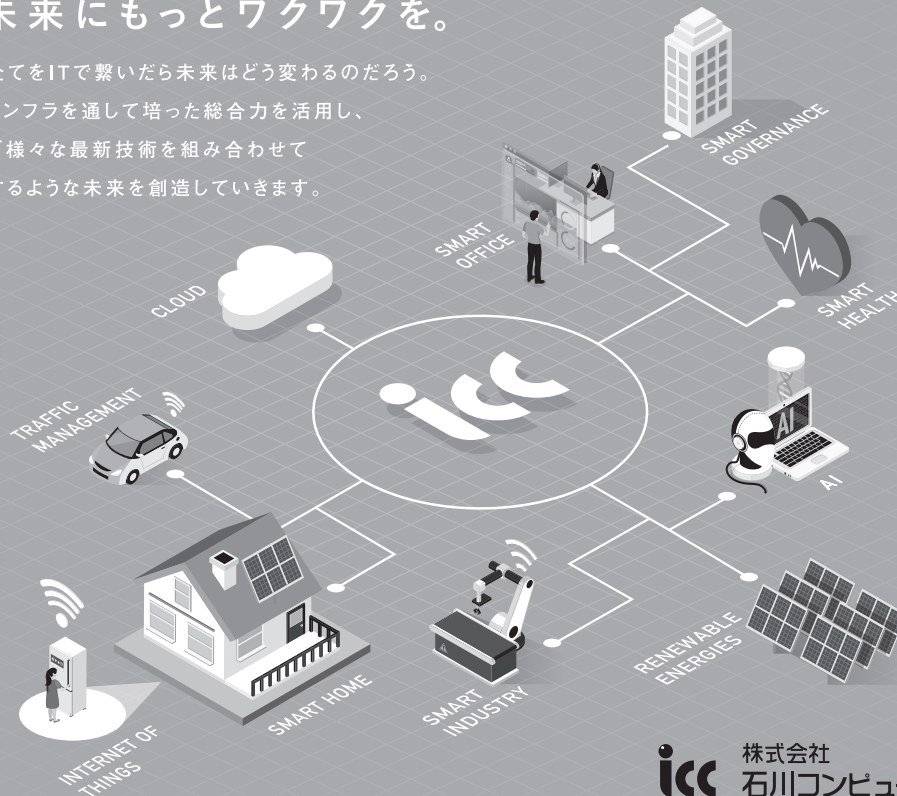 未来にもっとワクワクを。
たてをITで繋いだら未来はどう変わるのだろう。
ンフラを通して培った総合力を活用し、
様々な最新技術を組み合わせて
するような未来を創造していきます。
SMART
GOVERNANCE
SMART
OFFICE
SMART
HEALTH
CLOUD
icc
TRAFFIC
MANAGEMENT
AI
AI
RENEWABLE
ENERGIES
SMART HOME
SMART
INDUSTRY
INTERNET OF
THINGS
icc
株式会社
石川コンピュ